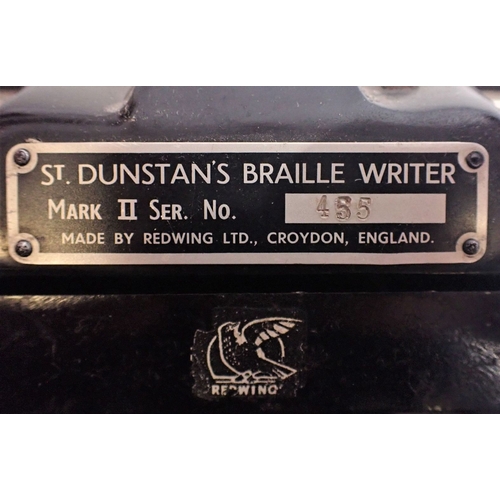 ST. DUNSTAN'S BRAILLE WRITER
MARK II SER. NO. 485
MADE BY REDWING LTD., CROYDON, ENGLAND.
REDWING